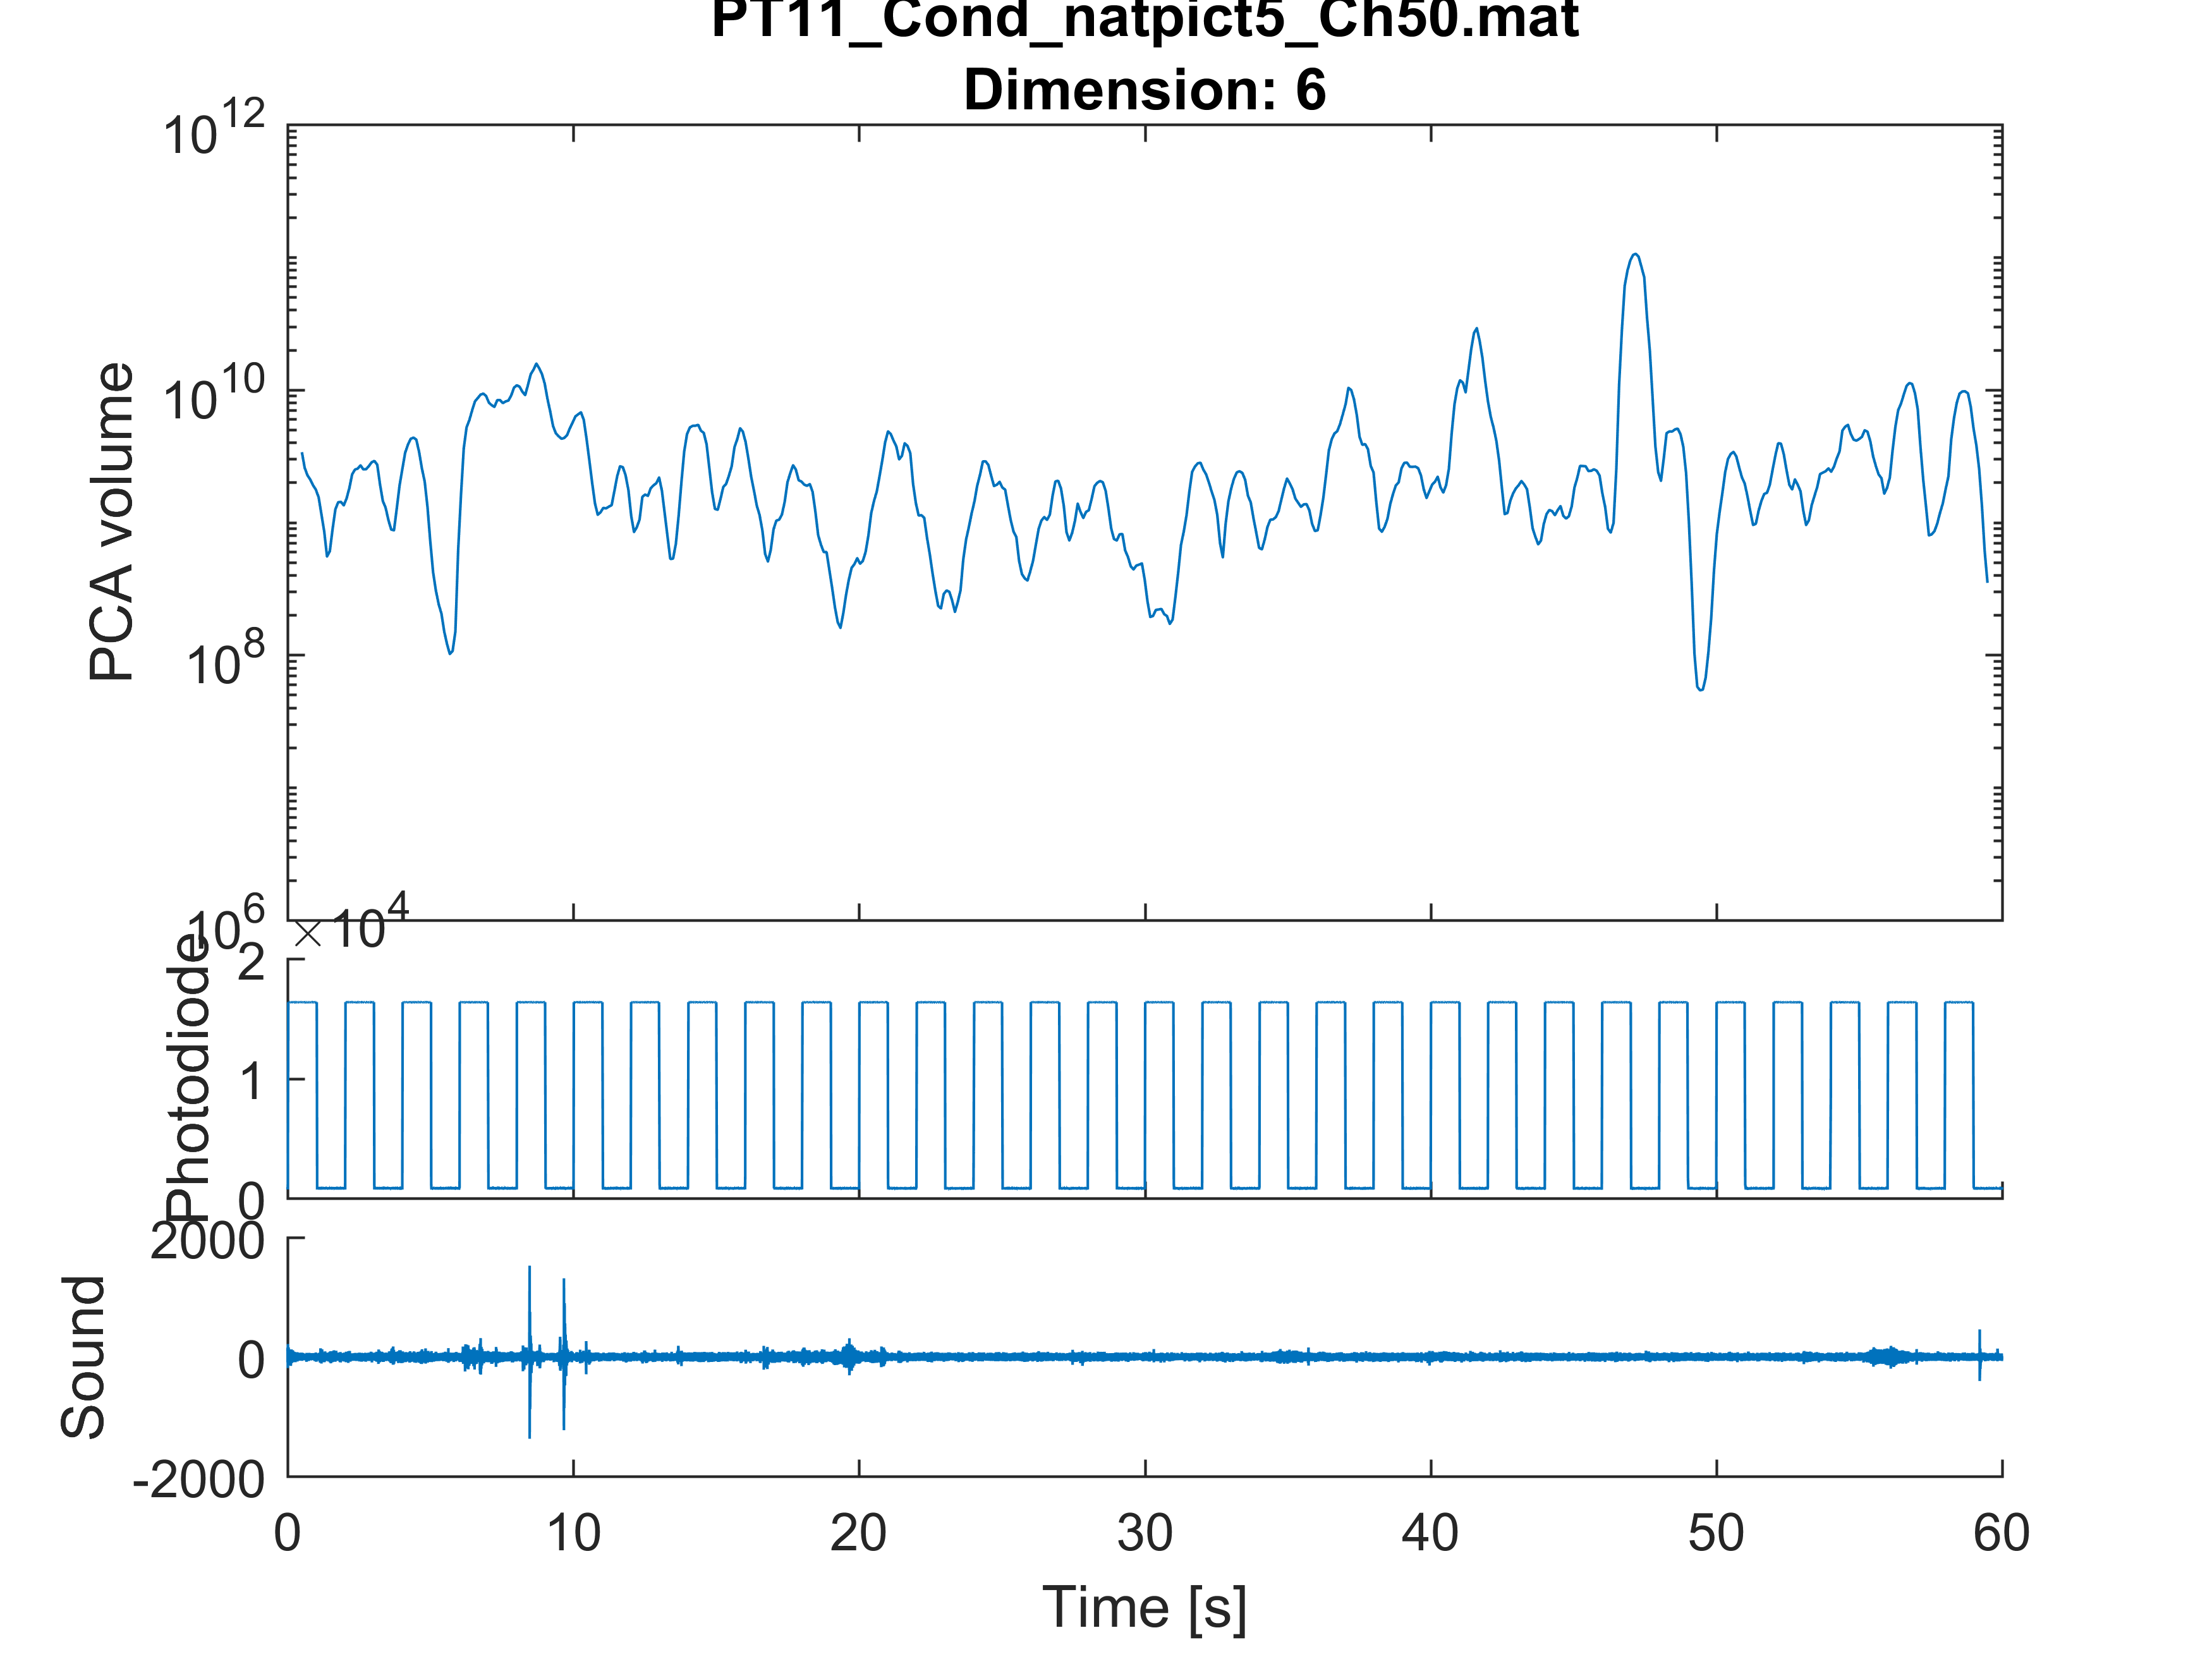 PT11_Cond_natpict5_Ch50.mat
Dimension: 6
10^12
10^10
10^8
10^6
PCA volume
× 10^4
2
1
0
Photodiode
2000
0
-2000
Sound
0 10 20 30 40 50 60
Time [s]